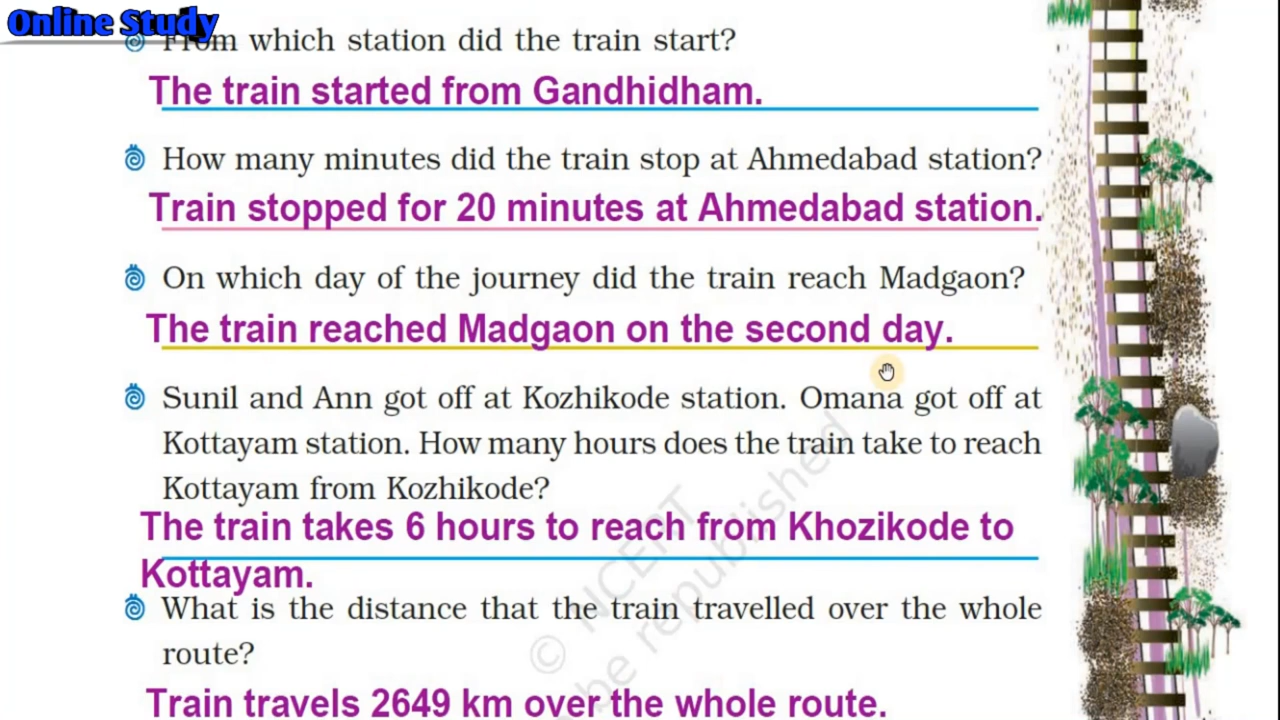 Online Study
From which station did the train start?
The train started from Gandhidham.
How many minutes did the train stop at Ahmedabad station?
Train stopped for 20 minutes at Ahmedabad station.
On which day of the journey did the train reach Madgaon?
The train reached Madgaon on the second day.
Sunil and Ann got off at Kozhikode station. Omana got off at
Kottayam station. How many hours does the train take to reach
Kottayam from Kozhikode?
The train takes 6 hours to reach from Khozikode to
Kottayam.
What is the distance that the train travelled over the whole
route?
Train travels 2649 km over the whole route.
© NCERT
be republished